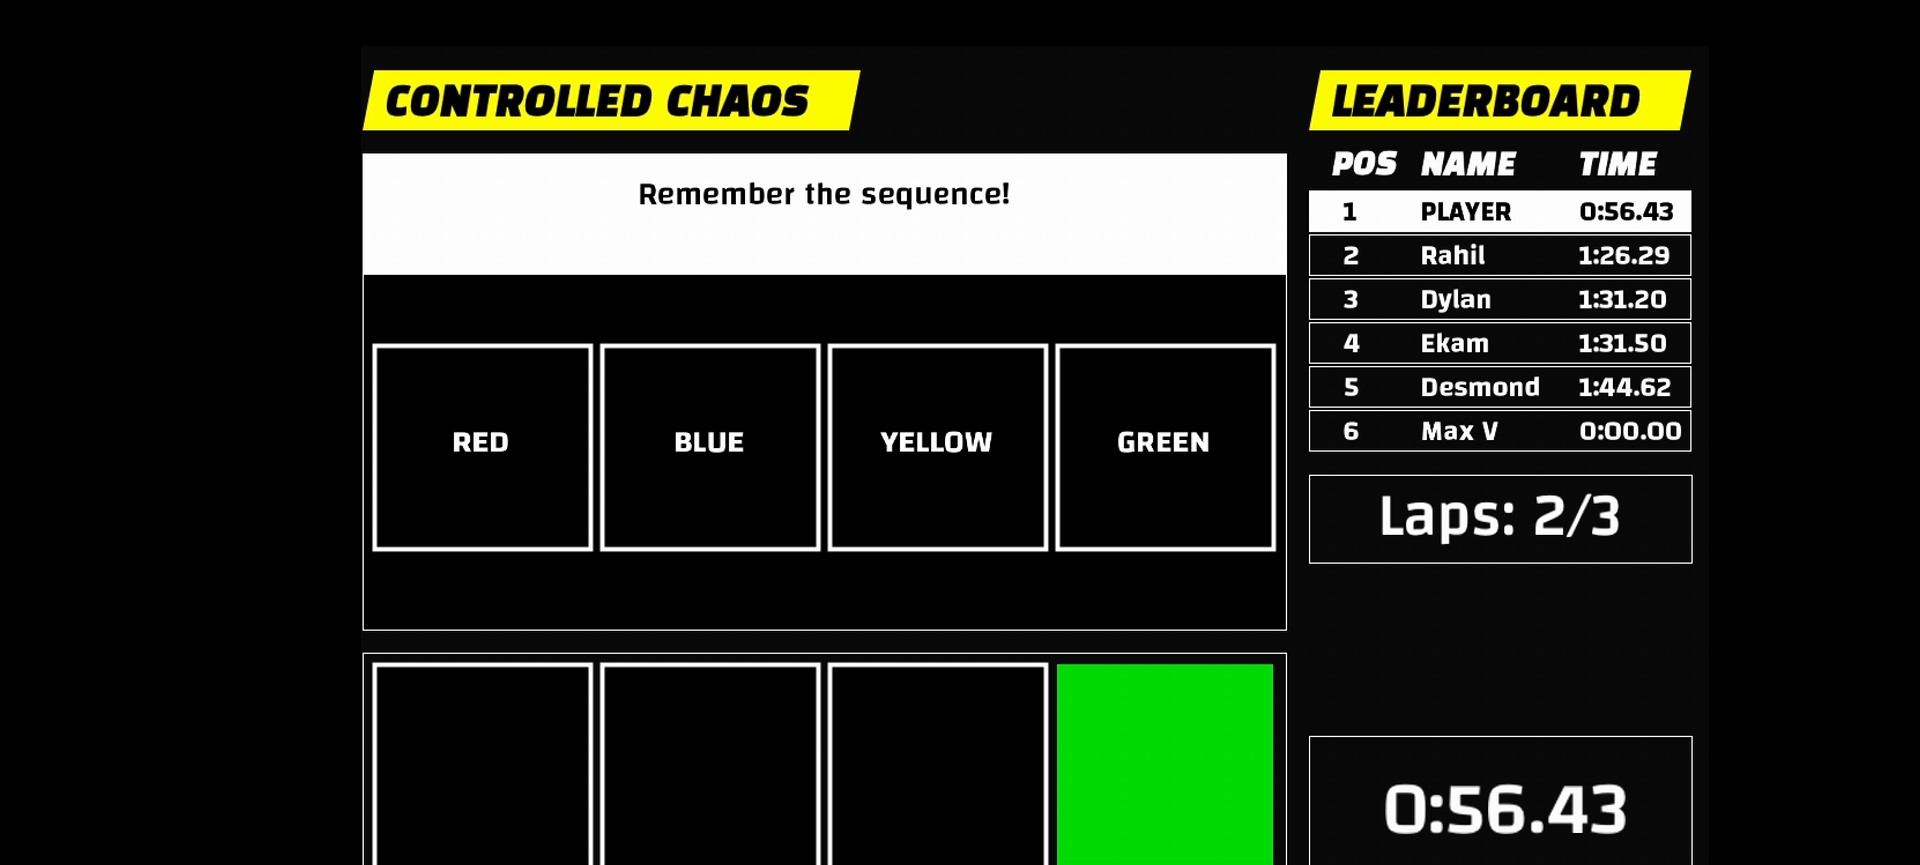 CONTROLLED CHAOS
Remember the sequence!
RED BLUE YELLOW GREEN
LEADERBOARD
POS NAME TIME
1 PLAYER 0:56.43
2 Rahil 1:26.29
3 Dylan 1:31.20
4 Ekam 1:31.50
5 Desmond 1:44.62
6 Max V 0:00.00
Laps: 2/3
0:56.43